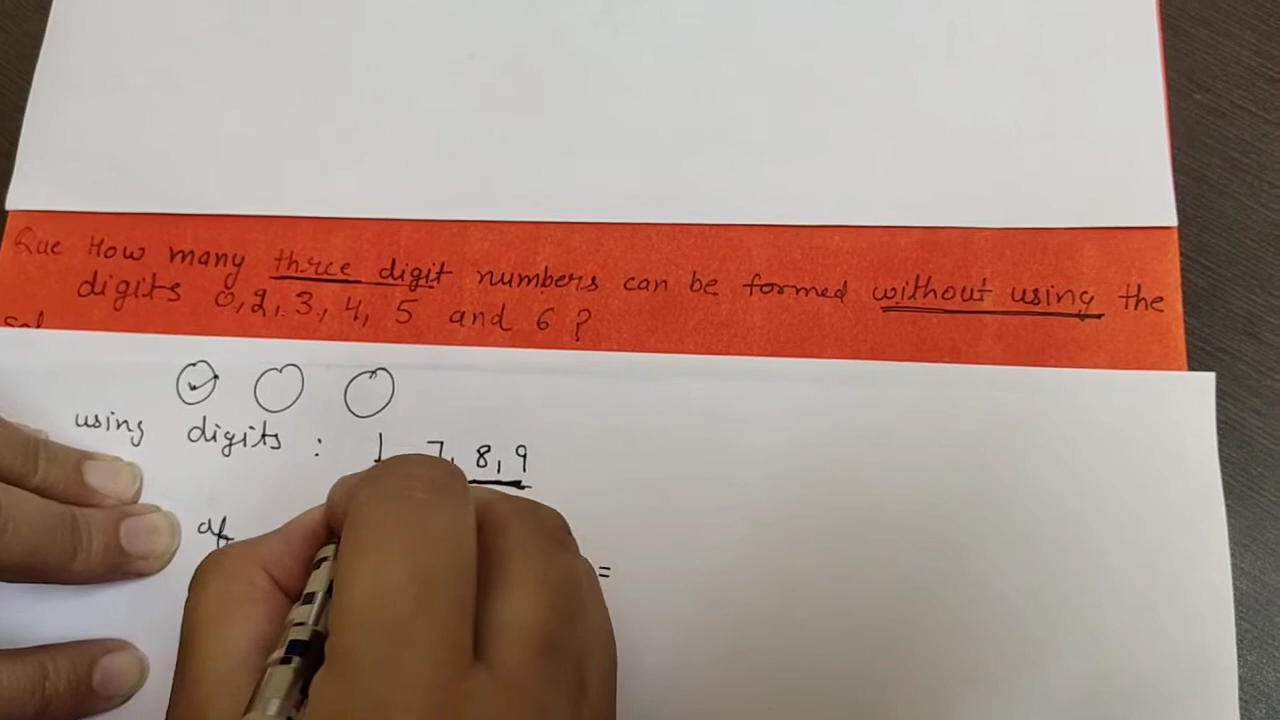 Que How many three digit numbers can be formed without using the
digits 0, 2, 3, 4, 5 and 6 ?
using digits : 1, 7, 8, 9
=